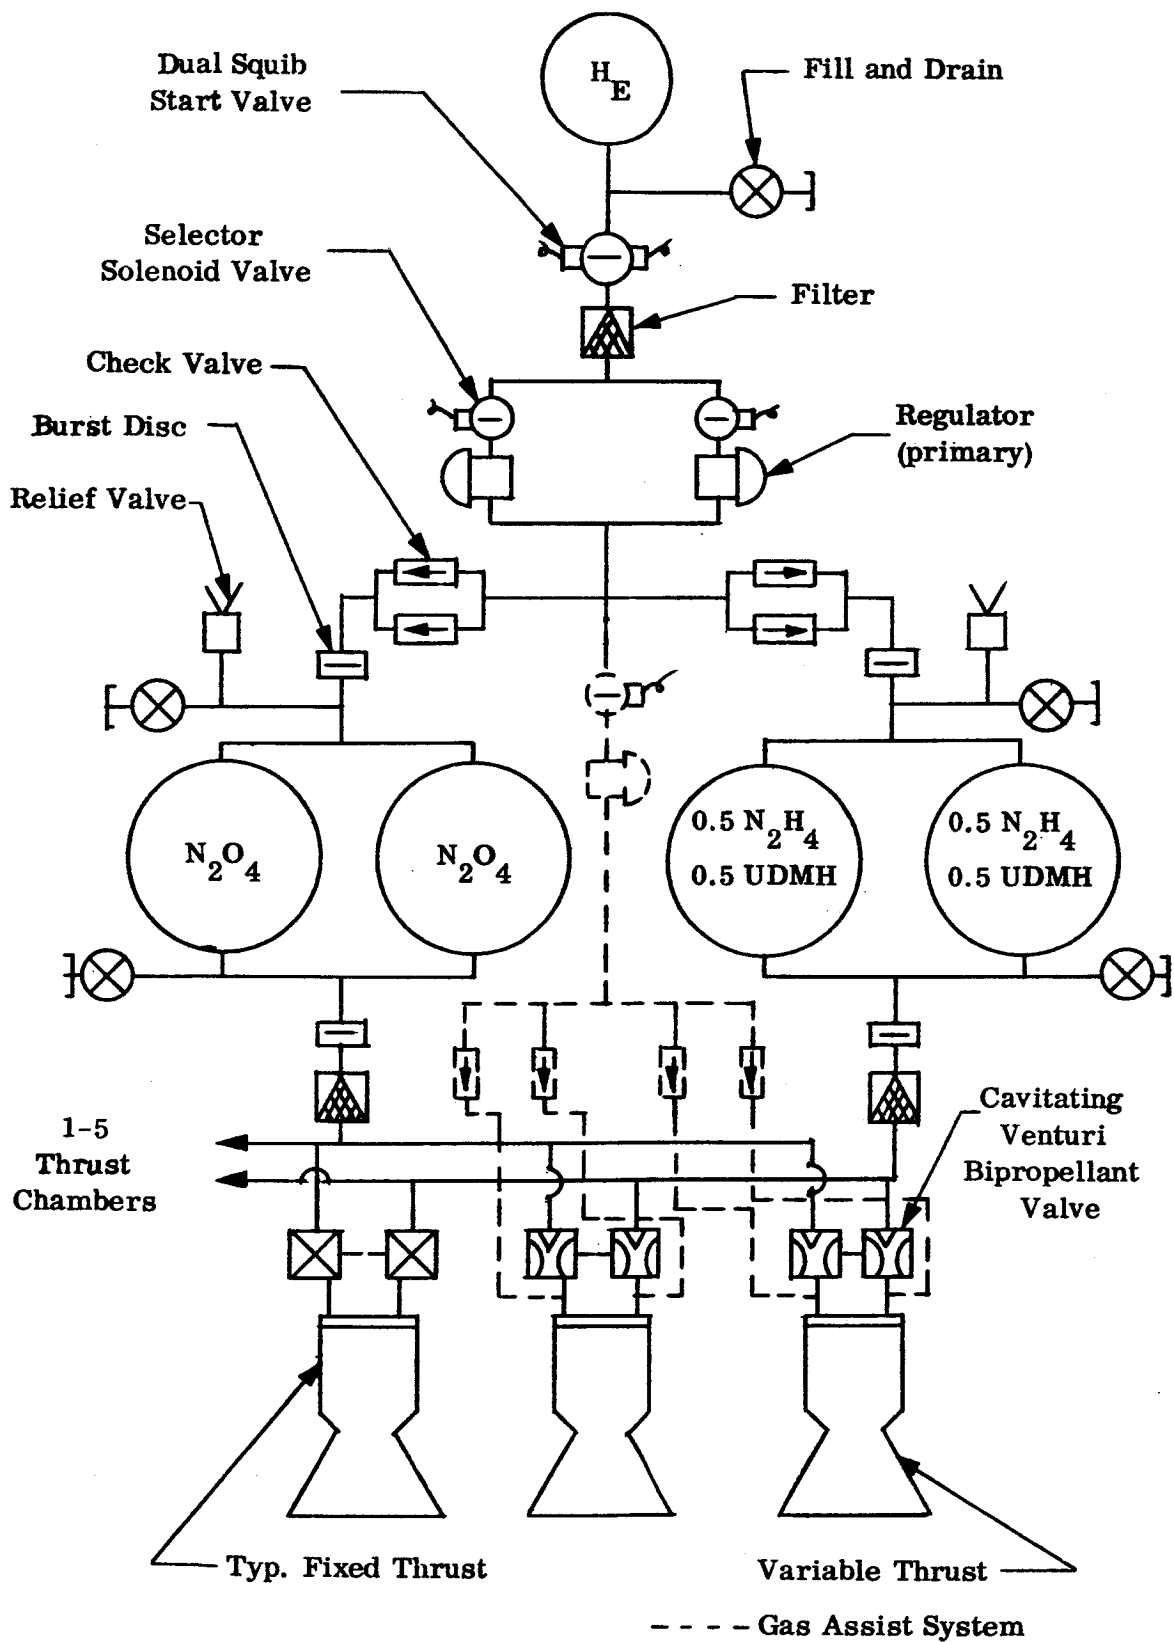 Dual Squib
Start Valve
H_E
Fill and Drain
Selector
Solenoid Valve
Filter
Check Valve
Burst Disc
Regulator
(primary)
Relief Valve
N₂O₄
N₂O₄
0.5 N₂H₄
0.5 UDMH
0.5 N₂H₄
0.5 UDMH
1-5
Thrust
Chambers
Cavitating
Venturi
Bipropellant
Valve
Typ. Fixed Thrust
Variable Thrust
Gas Assist System